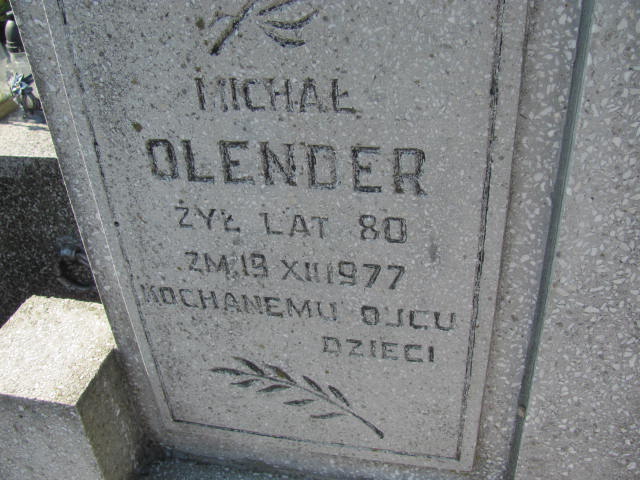 MICHAŁ
OLENDER
ŻYŁ LAT 80
ZM. 19 XII 1977
KOCHANEMU OJCU
DZIECI